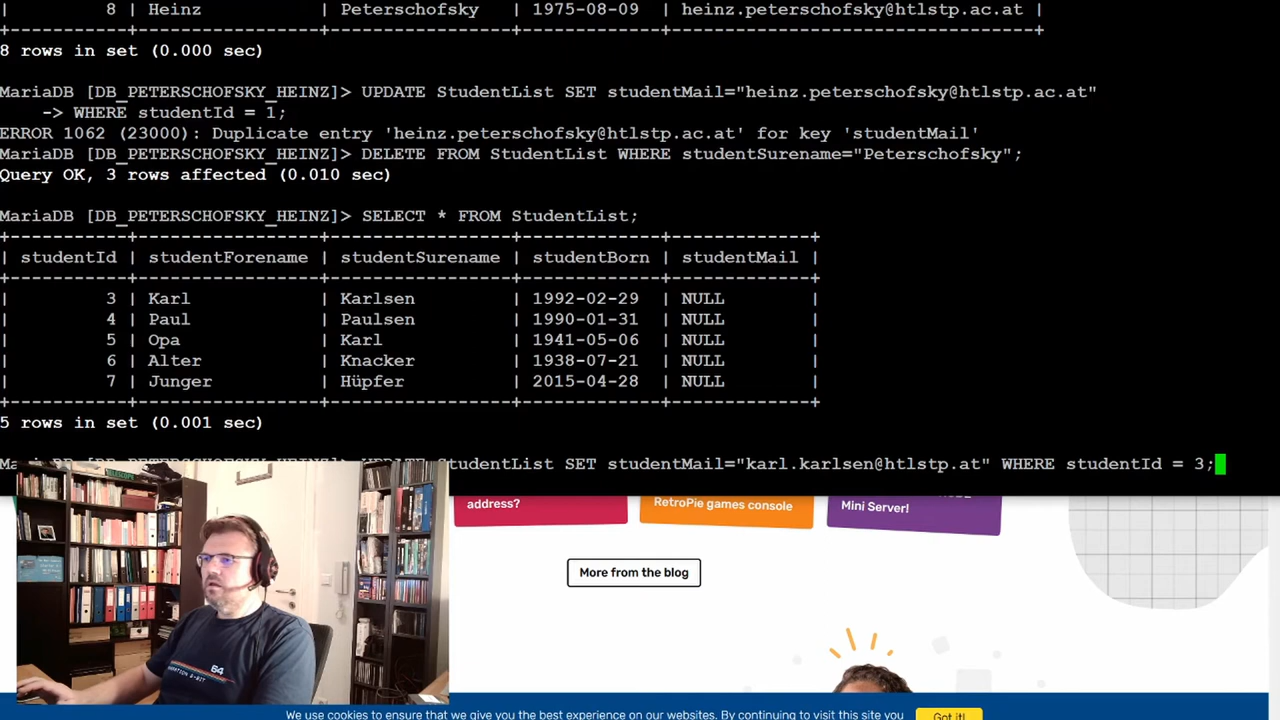 | 8 | Heinz | Peterschofsky | 1975-08-09 | heinz.peterschofsky@htlstp.ac.at |
8 rows in set (0.000 sec)
MariaDB [DB_PETERSCHOFSKY_HEINZ]> UPDATE StudentList SET studentMail="heinz.peterschofsky@htlstp.ac.at"
-> WHERE studentId = 1;
ERROR 1062 (23000): Duplicate entry 'heinz.peterschofsky@htlstp.ac.at' for key 'studentMail'
MariaDB [DB_PETERSCHOFSKY_HEINZ]> DELETE FROM StudentList WHERE studentSurename="Peterschofsky";
Query OK, 3 rows affected (0.010 sec)
MariaDB [DB_PETERSCHOFSKY_HEINZ]> SELECT * FROM StudentList;
| studentId | studentForename | studentSurename | studentBorn | studentMail |
| 3 | Karl | Karlsen | 1992-02-29 | NULL |
| 4 | Paul | Paulsen | 1990-01-31 | NULL |
| 5 | Opa | Karl | 1941-05-06 | NULL |
| 6 | Alter | Knacker | 1938-07-21 | NULL |
| 7 | Junger | Hüpfer | 2015-04-28 | NULL |
5 rows in set (0.001 sec)
StudentList SET studentMail="karl.karlsen@htlstp.at" WHERE studentId = 3;
address?
RetroPie games console
Mini Server!
More from the blog
64
We use cookies to ensure that we give you the best experience on our websites. By continuing to visit this site you
Got it!